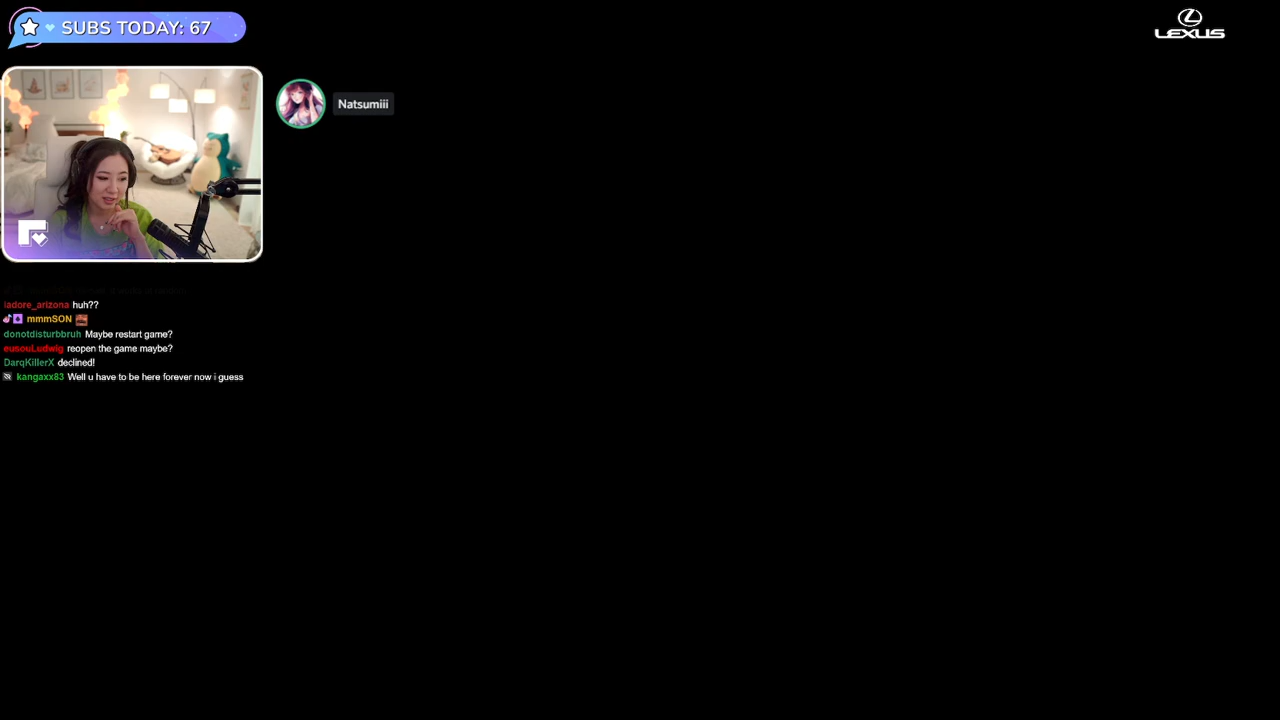 SUBS TODAY: 67
LEXUS
Natsumiii
iadore_arizona huh??
mmmSON
donotdisturbbruh Maybe restart game?
eusouLudwig reopen the game maybe?
DarqKillerX declined!
kangaxx83 Well u have to be here forever now i guess